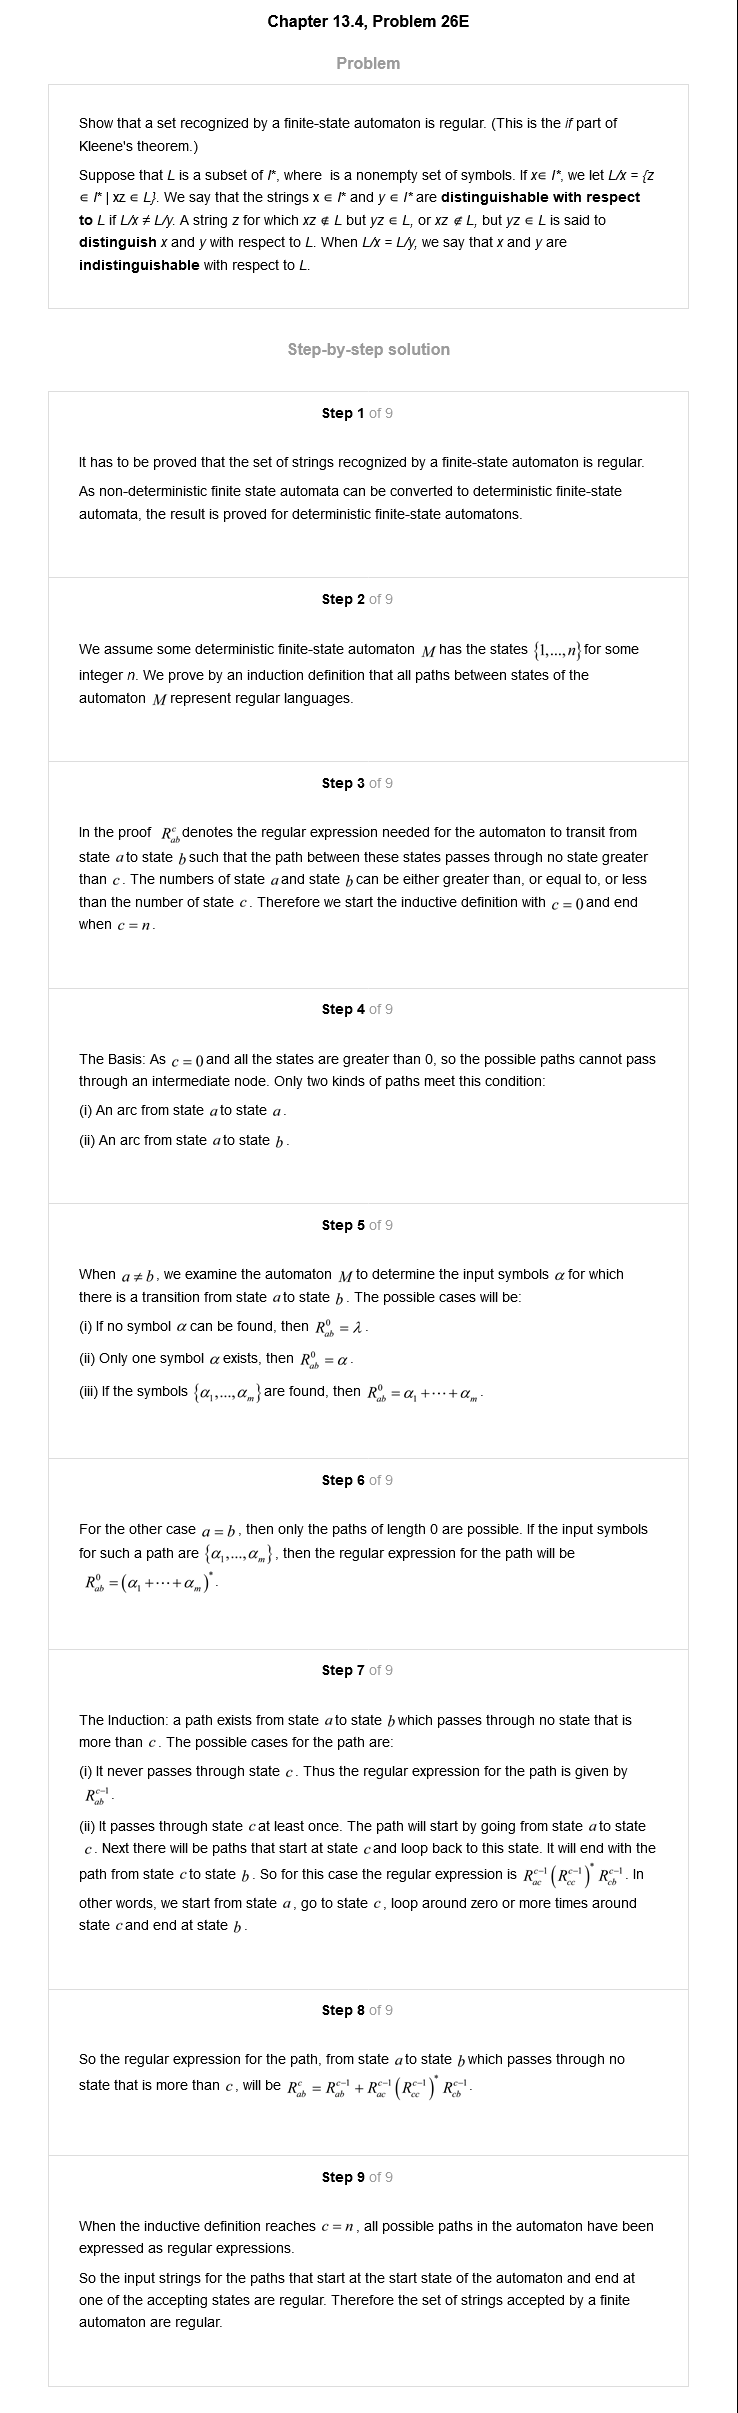 Chapter 13.4, Problem 26E
Problem
Show that a set recognized by a finite-state automaton is regular. (This is the if part of
Kleene's theorem.)
Suppose that L is a subset of I*, where  is a nonempty set of symbols. If x∈ I*, we let L/x = {z
∈ I* | xz ∈ L}. We say that the strings x ∈ I* and y ∈ I* are distinguishable with respect
to L if L/x ≠ L/y. A string z for which xz ∉ L but yz ∈ L, or xz ∉ L, but yz ∈ L is said to
distinguish x and y with respect to L. When L/x = L/y, we say that x and y are
indistinguishable with respect to L.
Step-by-step solution
Step 1 of 9
It has to be proved that the set of strings recognized by a finite-state automaton is regular.
As non-deterministic finite state automata can be converted to deterministic finite-state
automata, the result is proved for deterministic finite-state automatons.
Step 2 of 9
We assume some deterministic finite-state automaton M has the states {1,...,n} for some
integer n. We prove by an induction definition that all paths between states of the
automaton M represent regular languages.
Step 3 of 9
In the proof R_{ab}^{c} denotes the regular expression needed for the automaton to transit from
state a to state b such that the path between these states passes through no state greater
than c. The numbers of state a and state b can be either greater than, or equal to, or less
than the number of state c. Therefore we start the inductive definition with c = 0 and end
when c = n.
Step 4 of 9
The Basis: As c = 0 and all the states are greater than 0, so the possible paths cannot pass
through an intermediate node. Only two kinds of paths meet this condition:
(i) An arc from state a to state a.
(ii) An arc from state a to state b.
Step 5 of 9
When a ≠ b, we examine the automaton M to determine the input symbols α for which
there is a transition from state a to state b. The possible cases will be:
(i) If no symbol α can be found, then R_{ab}^{0} = λ.
(ii) Only one symbol α exists, then R_{ab}^{0} = α.
(iii) If the symbols {α_1,...,α_m} are found, then R_{ab}^{0} = α_1 + ⋯ + α_m.
Step 6 of 9
For the other case a = b, then only the paths of length 0 are possible. If the input symbols
for such a path are {α_1,...,α_m}, then the regular expression for the path will be
R_{ab}^{0} = (α_1 + ⋯ + α_m)^*.
Step 7 of 9
The Induction: a path exists from state a to state b which passes through no state that is
more than c. The possible cases for the path are:
(i) It never passes through state c. Thus the regular expression for the path is given by
R_{ab}^{c-1}.
(ii) It passes through state c at least once. The path will start by going from state a to state
c. Next there will be paths that start at state c and loop back to this state. It will end with the
path from state c to state b. So for this case the regular expression is R_{ac}^{c-1} (R_{cc}^{c-1})^* R_{cb}^{c-1}. In
other words, we start from state a, go to state c, loop around zero or more times around
state c and end at state b.
Step 8 of 9
So the regular expression for the path, from state a to state b which passes through no
state that is more than c, will be R_{ab}^{c} = R_{ab}^{c-1} + R_{ac}^{c-1} (R_{cc}^{c-1})^* R_{cb}^{c-1}.
Step 9 of 9
When the inductive definition reaches c = n, all possible paths in the automaton have been
expressed as regular expressions.
So the input strings for the paths that start at the start state of the automaton and end at
one of the accepting states are regular. Therefore the set of strings accepted by a finite
automaton are regular.